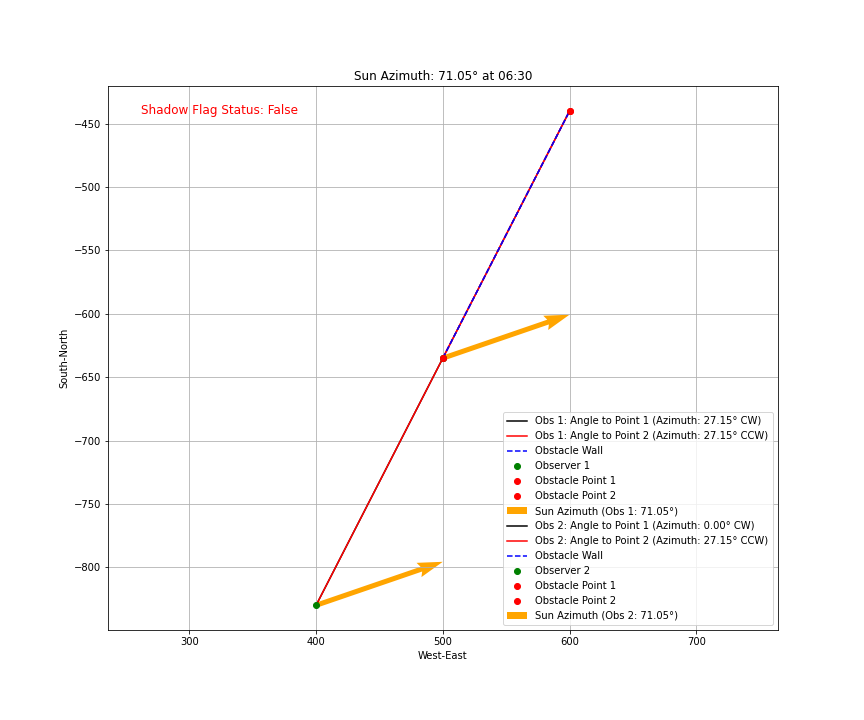 Sun Azimuth: 71.05° at 06:30
Shadow Flag Status: False
−450
−500
−550
−600
−650
−700
−750
−800
South-North
Obs 1: Angle to Point 1 (Azimuth: 27.15° CW)
Obs 1: Angle to Point 2 (Azimuth: 27.15° CCW)
Obstacle Wall
Observer 1
Obstacle Point 1
Obstacle Point 2
Sun Azimuth (Obs 1: 71.05°)
Obs 2: Angle to Point 1 (Azimuth: 0.00° CW)
Obs 2: Angle to Point 2 (Azimuth: 27.15° CCW)
Obstacle Wall
Observer 2
Obstacle Point 1
Obstacle Point 2
Sun Azimuth (Obs 2: 71.05°)
300 400 500 600 700
West-East